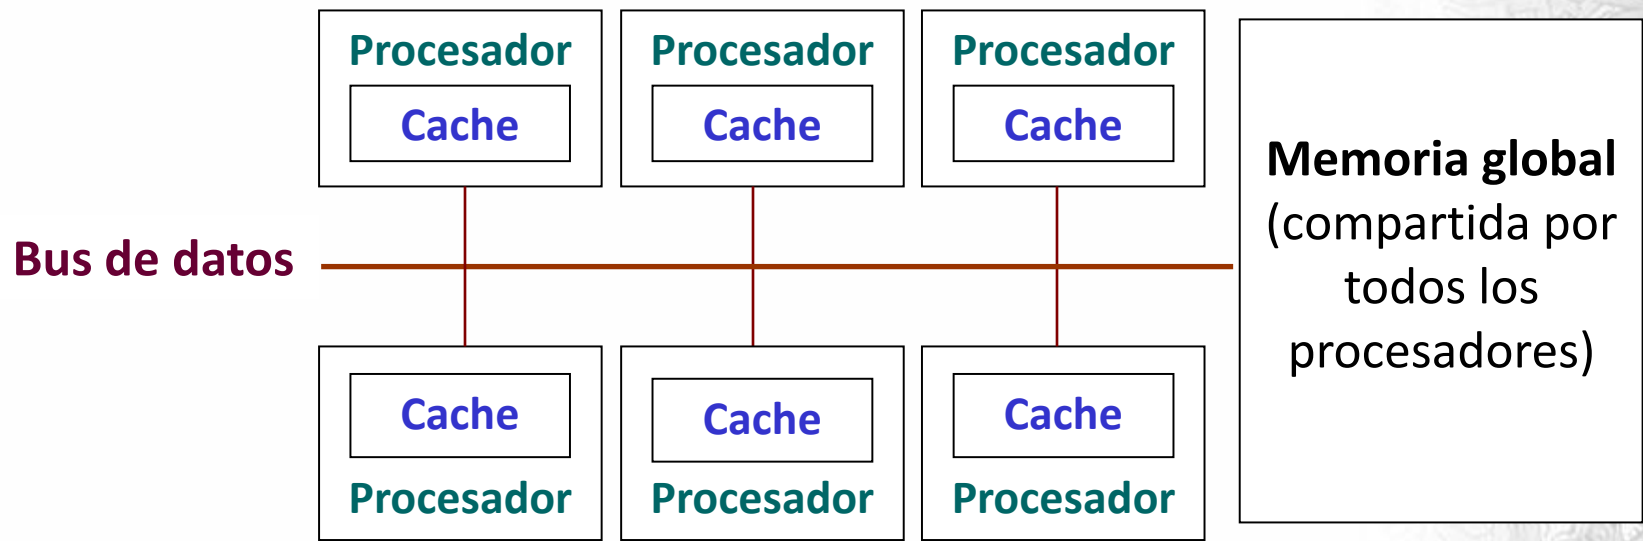 Procesador
Procesador
Procesador
Cache
Cache
Cache
Bus de datos
Memoria global
(compartida por
todos los
procesadores)
Cache
Cache
Cache
Procesador
Procesador
Procesador